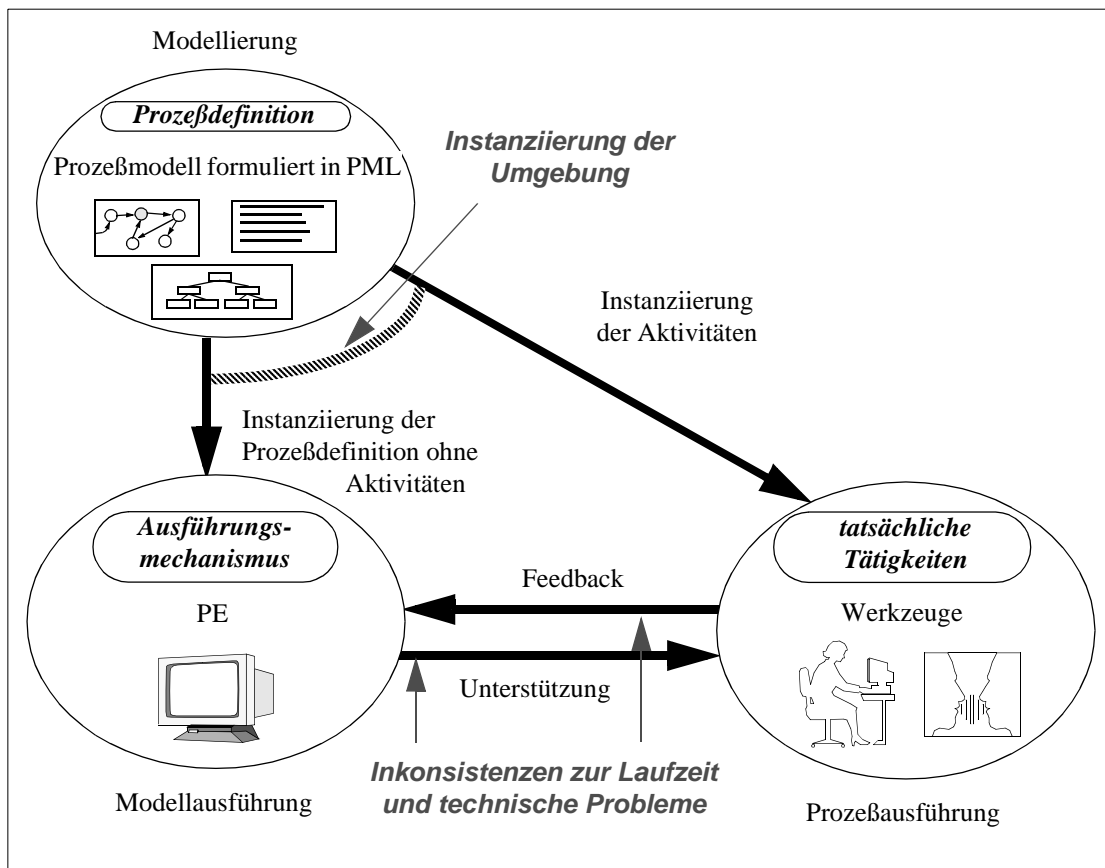 Modellierung
Prozeßdefinition
Prozeßmodell formuliert in PML
Instanziierung der
Umgebung
Instanziierung
der Aktivitäten
Instanziierung der
Prozeßdefinition ohne
Aktivitäten
Ausführungs-
mechanismus
PE
Modellausführung
Feedback
Unterstützung
Inkonsistenzen zur Laufzeit
und technische Probleme
tatsächliche
Tätigkeiten
Werkzeuge
Prozeßausführung